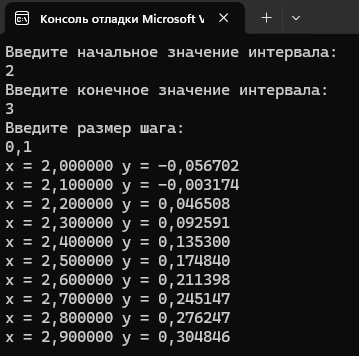 Консоль отладки Microsoft V
Введите начальное значение интервала:
2
Введите конечное значение интервала:
3
Введите размер шага:
0,1
x = 2,000000 y = -0,056702
x = 2,100000 y = -0,003174
x = 2,200000 y = 0,046508
x = 2,300000 y = 0,092591
x = 2,400000 y = 0,135300
x = 2,500000 y = 0,174840
x = 2,600000 y = 0,211398
x = 2,700000 y = 0,245147
x = 2,800000 y = 0,276247
x = 2,900000 y = 0,304846